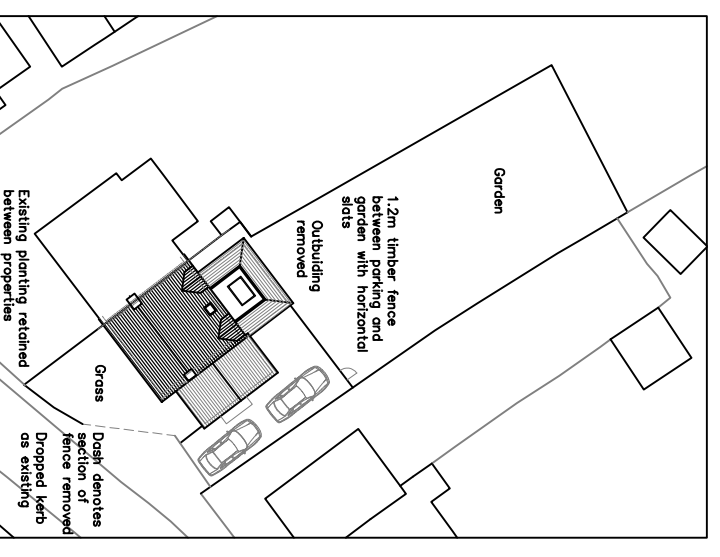 Garden
1.2m timber fence
between parking and
garden with horizontal
slats
Outbuiding
removed
Existing planting retained
between properties
Grass
Dash denotes
section of
fence removed
Dropped kerb
as existing